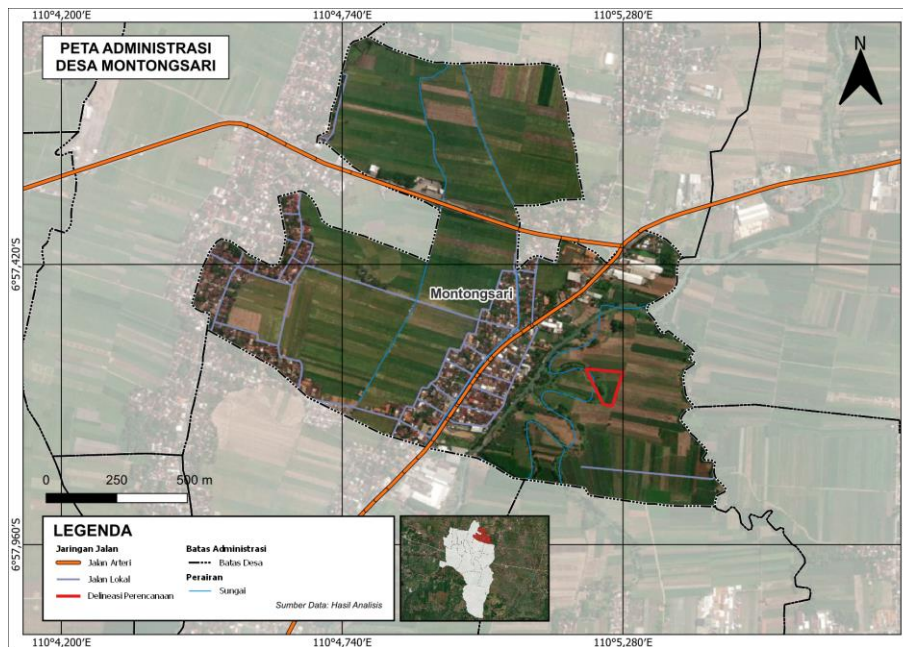 110°4,200'E 110°4,740'E 110°5,280'E
PETA ADMINISTRASI
DESA MONTONGSARI
N
6°57,420'S
Montongsari
0 250 500 m
6°57,960'S
LEGENDA
Jaringan Jalan
Jalan Arteri
Jalan Lokal
Delineasi Perencanaan
Batas Administrasi
Batas Desa
Perairan
Sungai
Sumber Data: Hasil Analisis
110°4,200'E 110°4,740'E 110°5,280'E